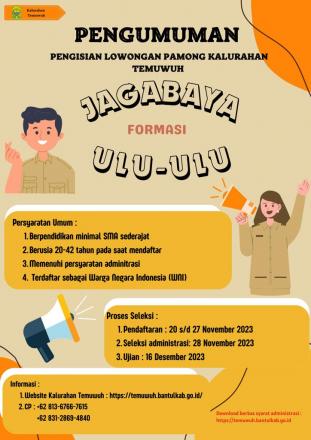 Kalurahan
Temuwuh
PENGUMUMAN
PENGISIAN LOWONGAN PAMONG KALURAHAN
TEMUWUH
JAGABAYA
FORMASI
ULU-ULU
Persyaratan Umum :
1. Berpendidikan minimal SMA sederajat
2. Berusia 20-42 tahun pada saat mendaftar
3. Memenuhi persyaratan adminitrasi
4. Terdaftar sebagai Warga Negara Indonesia (WNI)
Proses Seleksi :
1. Pendaftaran : 20 s/d 27 November 2023
2. Seleksi administrasi: 28 November 2023
3. Ujian : 16 Desember 2023
Informasi :
1. Website Kalurahan Temuwuh : https://temuwuh.bantulkab.go.id/
2. CP : +62 813-6766-7615
+62 831-2869-4840
Download berkas syarat administrasi :
https://temuwuh.bantulkab.go.id